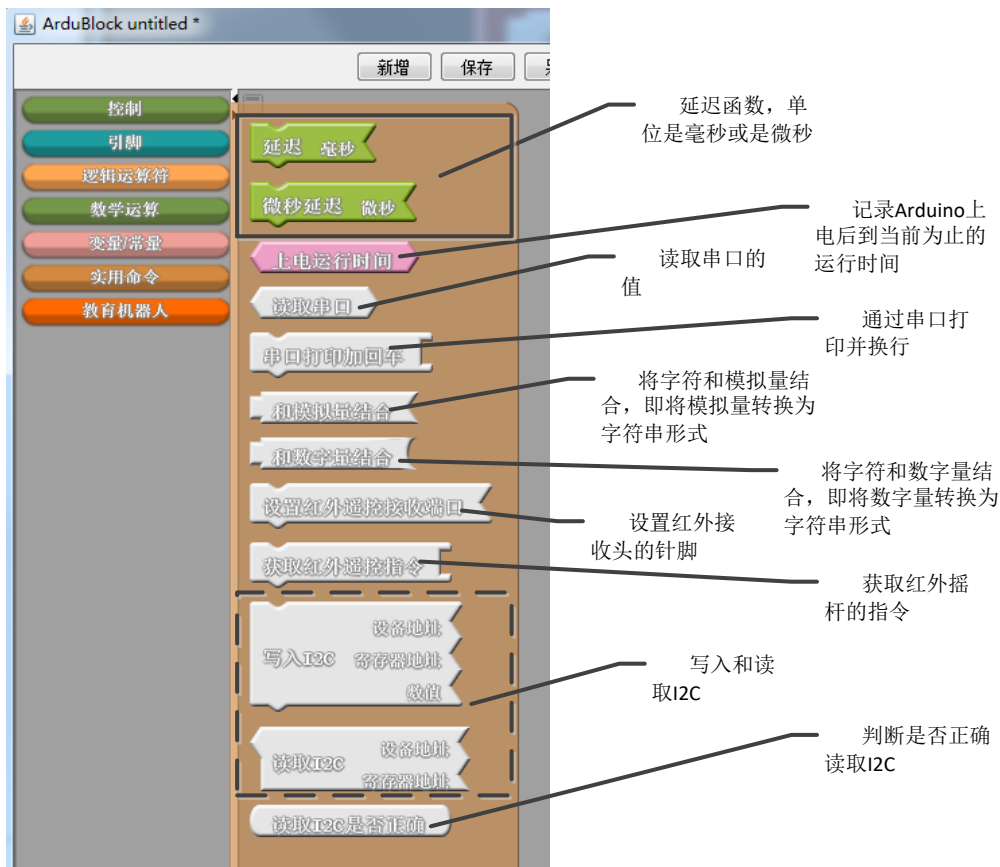 ArduBlock untitled *
新增
保存
控制
引脚
逻辑运算符
数学运算
变量/常量
实用命令
教育机器人
延迟 毫秒
微秒延迟 微秒
上电运行时间
读取串口
串口打印加回车
和模拟量结合
和数字量结合
设置红外遥控接收端口
获取红外遥控指令
设备地址
写入I2C 寄存器地址
数值
设备地址
读取I2C
寄存器地址
读取I2C是否正确
延迟函数，单
位是毫秒或是微秒
记录Arduino上
电后到当前为止的
运行时间
读取串口的
值
通过串口打
印并换行
将字符和模拟量结
合，即将模拟量转换为
字符串形式
将字符和数字量结
合，即将数字量转换为
字符串形式
设置红外接
收头的针脚
获取红外摇
杆的指令
写入和读
取I2C
判断是否正确
读取I2C